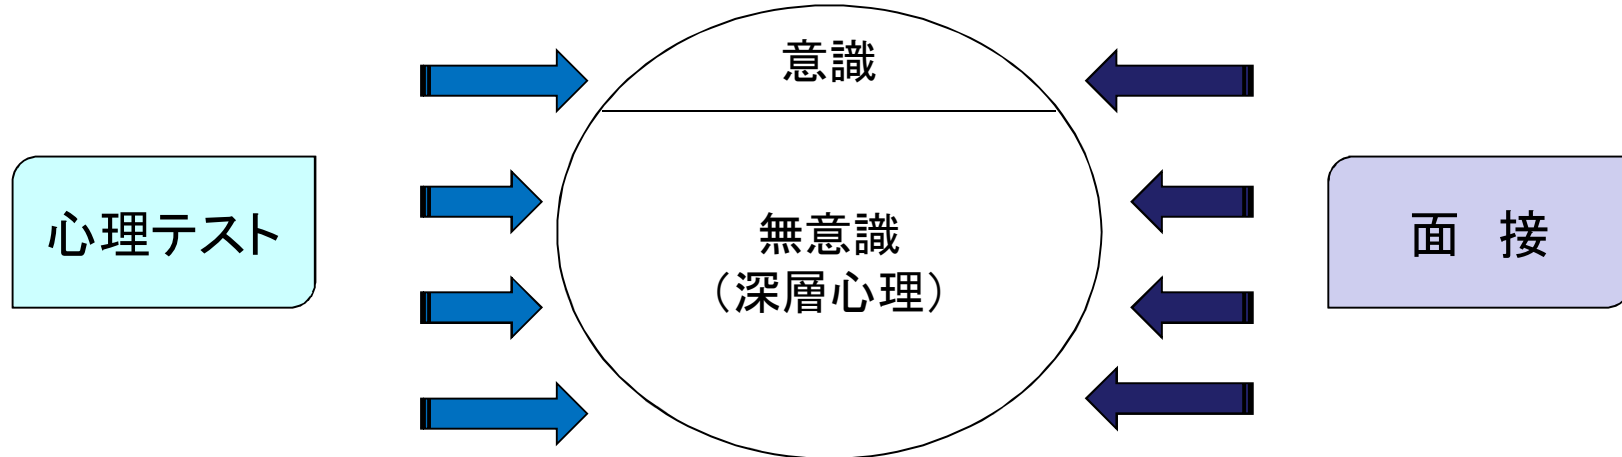 意識
心理テスト
無意識
（深層心理）
面　接